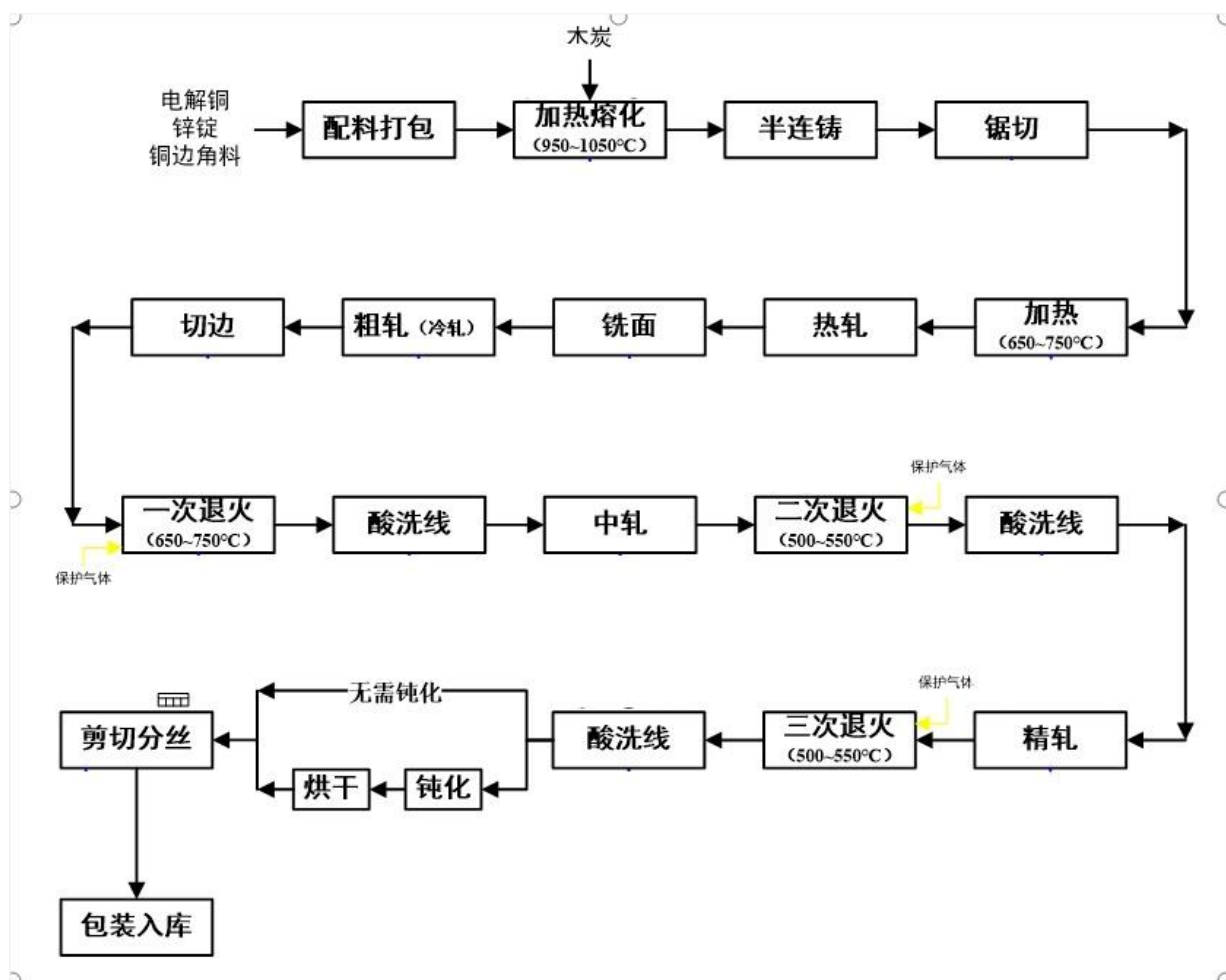 木炭
电解铜
锌锭
铜边角料
配料打包
加热熔化
（950~1050℃）
半连铸
锯切
切边
粗轧（冷轧）
铣面
热轧
加热
（650~750℃）
一次退火
（650~750℃）
保护气体
酸洗线
中轧
二次退火
（500~550℃）
保护气体
酸洗线
剪切分丝
无需钝化
烘干
钝化
酸洗线
三次退火
（500~550℃）
保护气体
精轧
包装入库